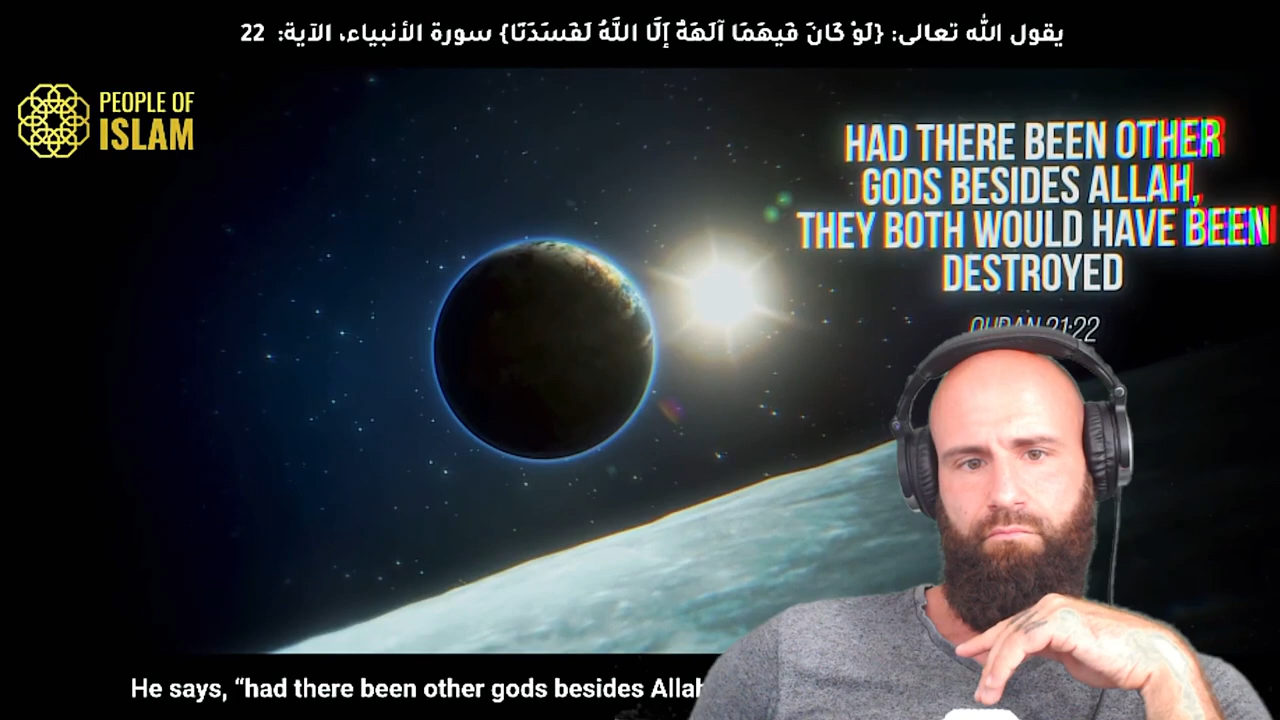 يقول الله تعالى: {لَوْ كَانَ فِيهِمَا آلِهَةٌ إِلَّا اللَّهُ لَفَسَدَتَا} سورة الأنبياء، الآية: 22
PEOPLE OF
ISLAM
HAD THERE BEEN OTHER
GODS BESIDES ALLAH,
THEY BOTH WOULD HAVE BEEN
DESTROYED
QURAN 21:22
He says, “had there been other gods besides Allah